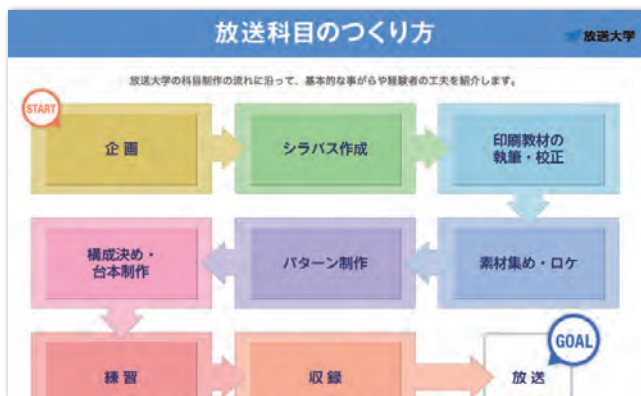 放送科目のつくり方
放送大学
放送大学の科目制作の流れに沿って、基本的な事がらや経験者の工夫を紹介します。
START
企画
シラバス作成
印刷教材の
執筆・校正
構成決め・
台本制作
パターン制作
素材集め・ロケ
GOAL
練習
収録
放送